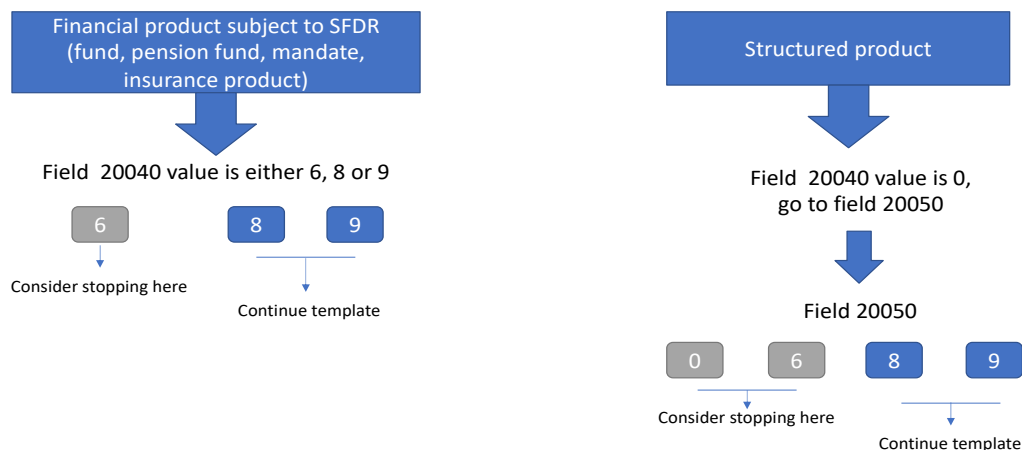 Financial product subject to SFDR
(fund, pension fund, mandate,
insurance product)
Field  20040 value is either 6, 8 or 9
6
8
9
Consider stopping here
Continue template
Structured product
Field  20040 value is 0,
go to field 20050
Field 20050
0
6
8
9
Consider stopping here
Continue template